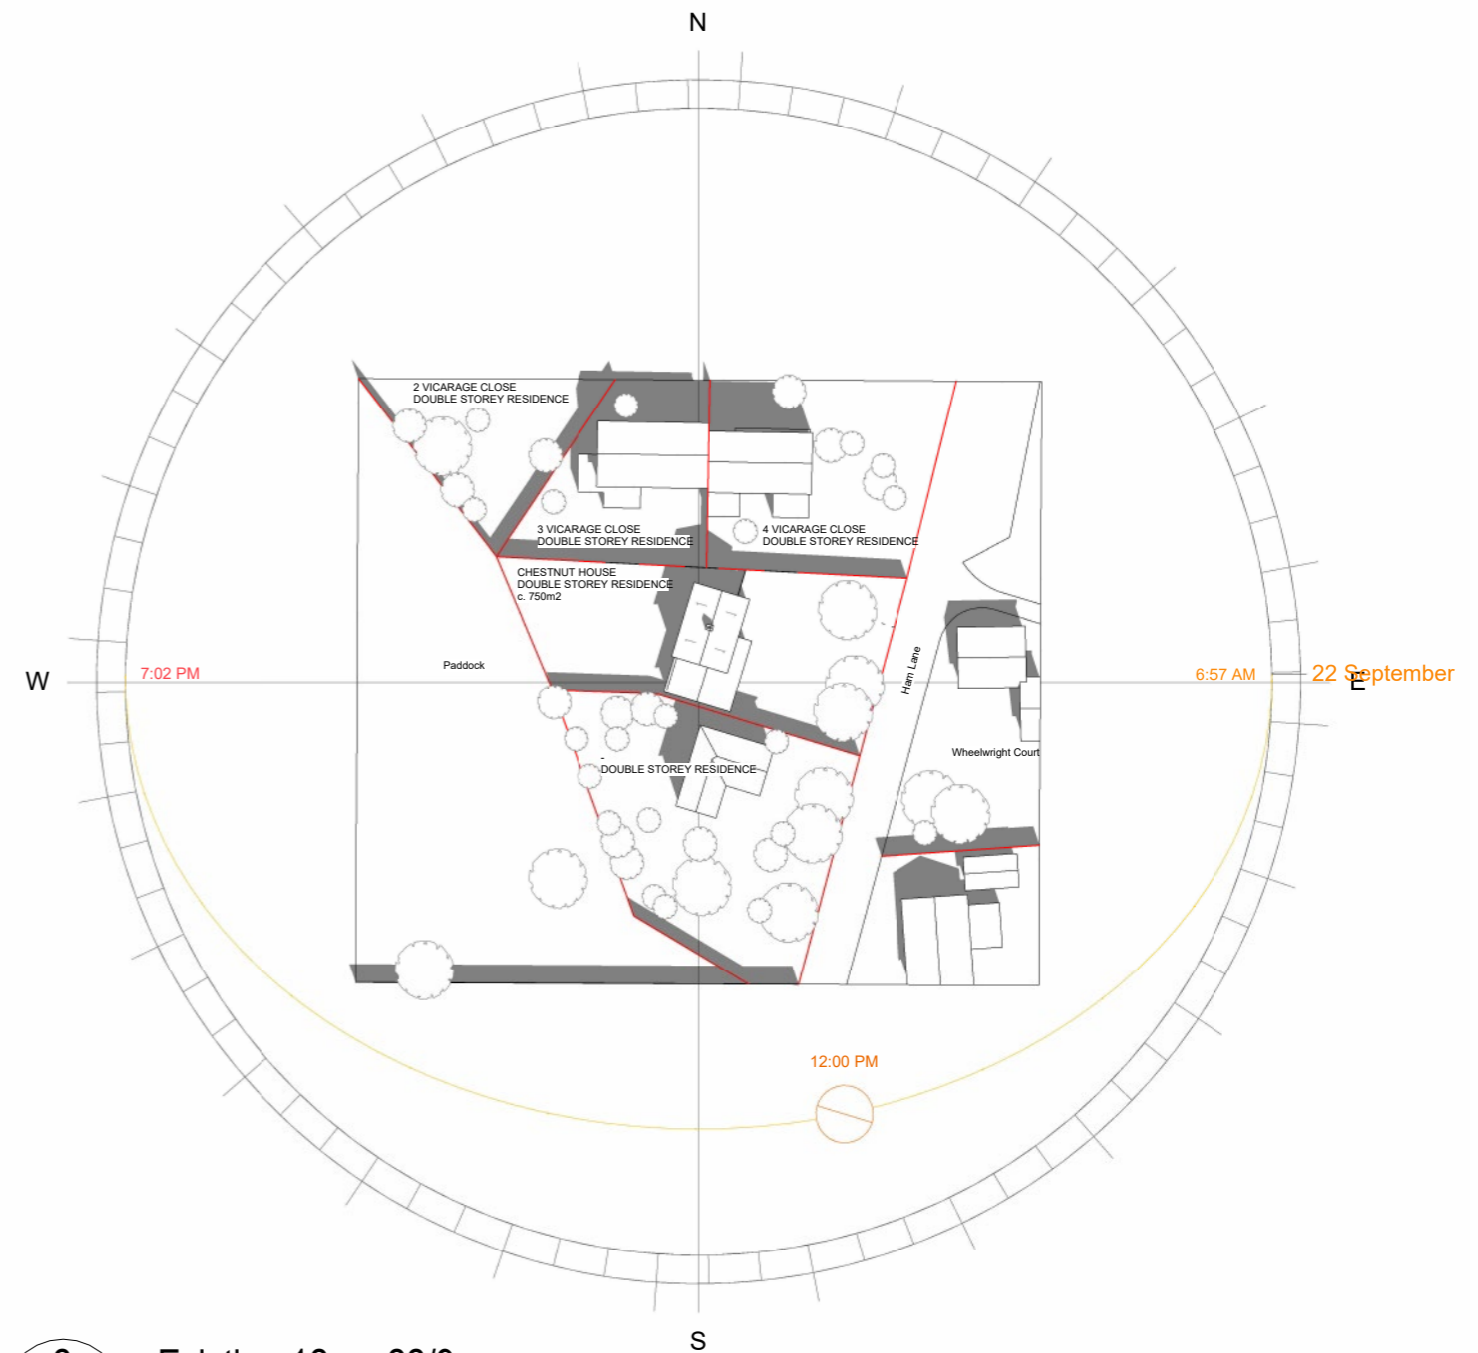 N
2 VICARAGE CLOSE
DOUBLE STOREY RESIDENCE
3 VICARAGE CLOSE
DOUBLE STOREY RESIDENCE
4 VICARAGE CLOSE
DOUBLE STOREY RESIDENCE
CHESTNUT HOUSE
DOUBLE STOREY RESIDENCE
c. 750m2
Ham Lane
Paddock
W
7:02 PM
6:57 AM
22 September
E
Wheelwright Court
DOUBLE STOREY RESIDENCE
12:00 PM
S